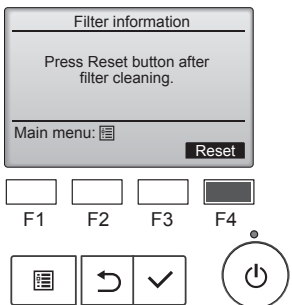 Filter information
Press Reset button after
filter cleaning.
Main menu:
Reset
F1 F2 F3 F4